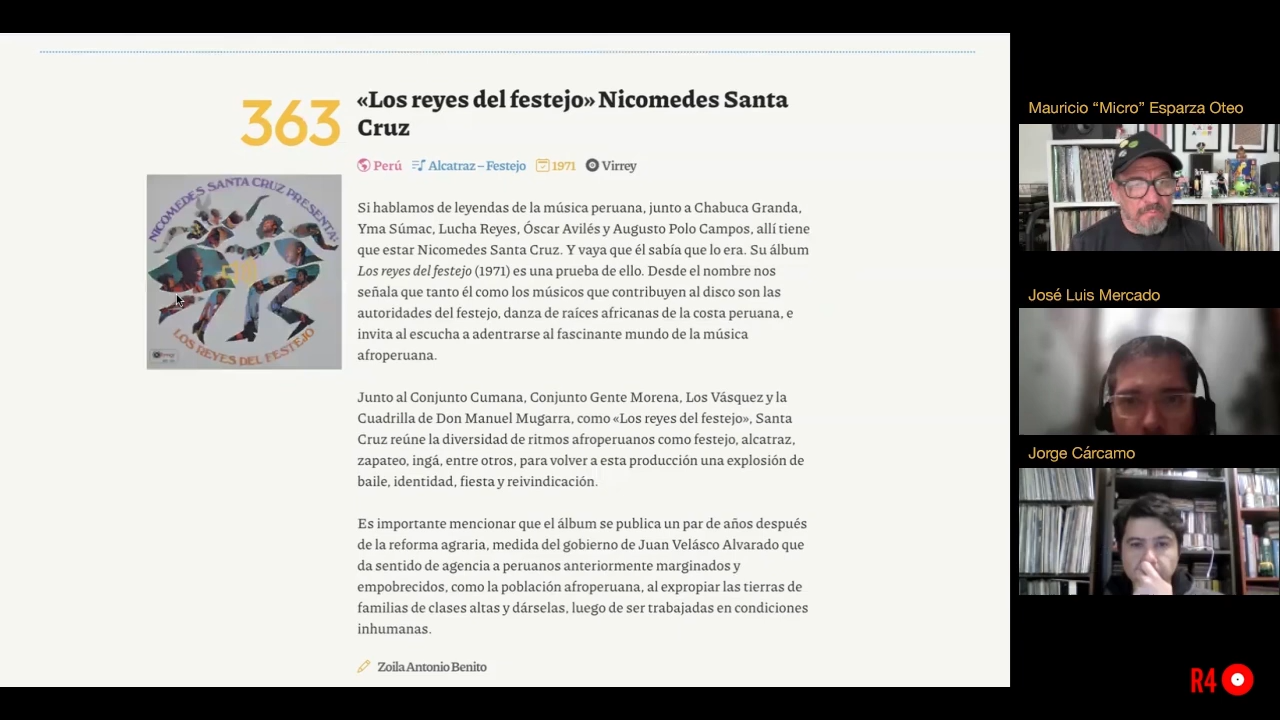 363
«Los reyes del festejo» Nicomedes Santa
Cruz
Perú Alcatraz – Festejo 1971 Virrey
NICOMEDES SANTA CRUZ PRESENTA:
LOS REYES DEL FESTEJO
Si hablamos de leyendas de la música peruana, junto a Chabuca Granda,
Yma Súmac, Lucha Reyes, Óscar Avilés y Augusto Polo Campos, allí tiene
que estar Nicomedes Santa Cruz. Y vaya que él sabía que lo era. Su álbum
Los reyes del festejo (1971) es una prueba de ello. Desde el nombre nos
señala que tanto él como los músicos que contribuyen al disco son las
autoridades del festejo, danza de raíces africanas de la costa peruana, e
invita al escucha a adentrarse al fascinante mundo de la música
afroperuana.
Junto al Conjunto Cumana, Conjunto Gente Morena, Los Vásquez y la
Cuadrilla de Don Manuel Mugarra, como «Los reyes del festejo», Santa
Cruz reúne la diversidad de ritmos afroperuanos como festejo, alcatraz,
zapateo, ingá, entre otros, para volver a esta producción una explosión de
baile, identidad, fiesta y reivindicación.
Es importante mencionar que el álbum se publica un par de años después
de la reforma agraria, medida del gobierno de Juan Velásco Alvarado que
da sentido de agencia a peruanos anteriormente marginados y
empobrecidos, como la población afroperuana, al expropiar las tierras de
familias de clases altas y dárselas, luego de ser trabajadas en condiciones
inhumanas.
Zoila Antonio Benito
Mauricio “Micro” Esparza Oteo
José Luis Mercado
Jorge Cárcamo
R4